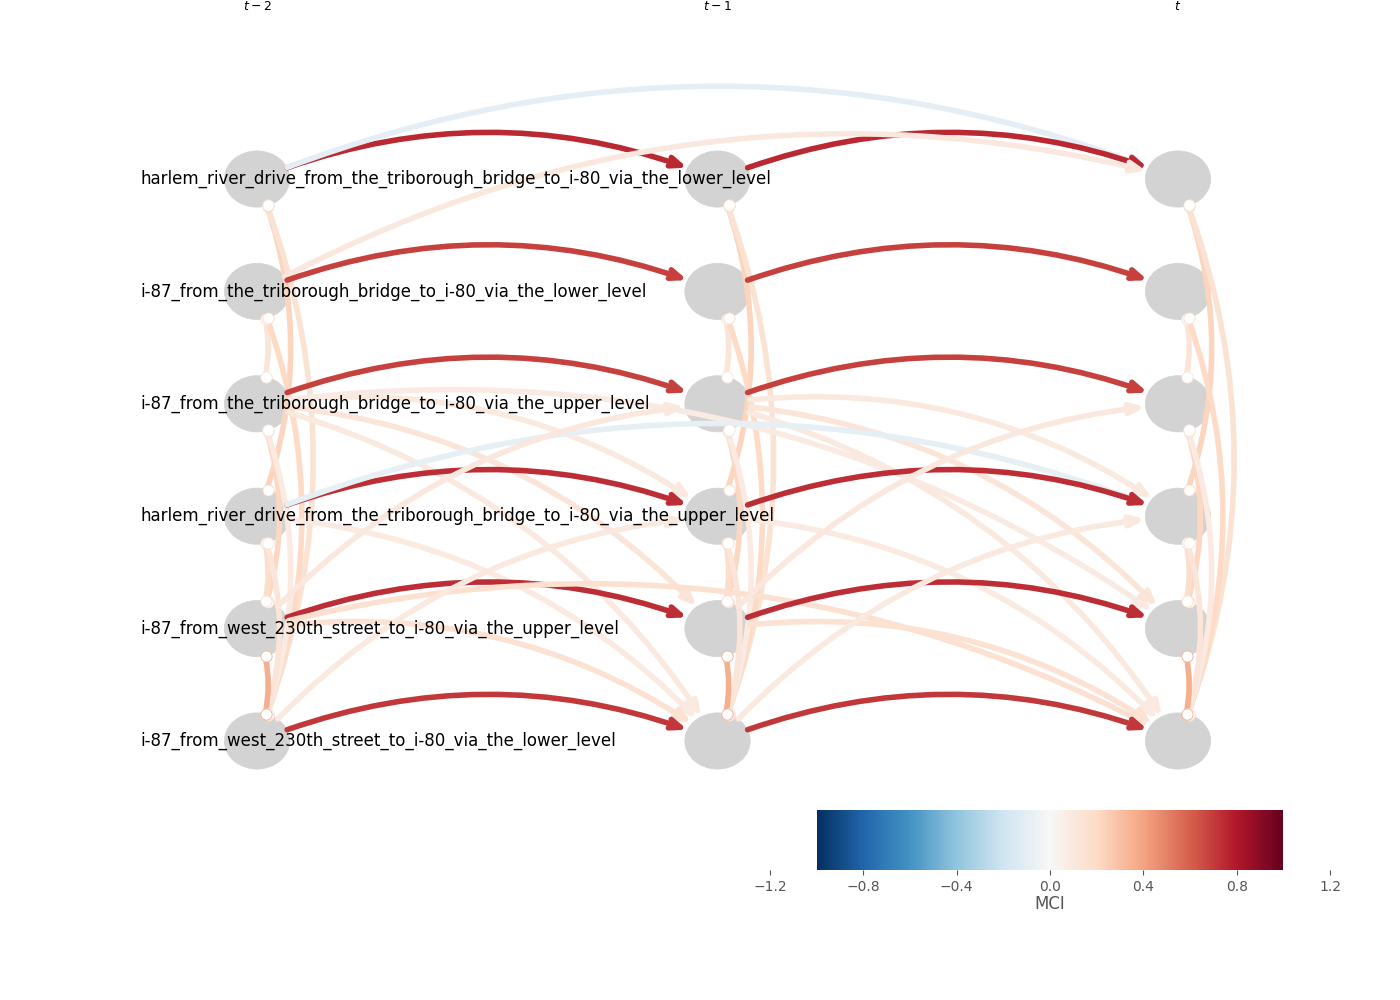 t − 2 t − 1 t
harlem_river_drive_from_the_triborough_bridge_to_i-80_via_the_lower_level
i-87_from_the_triborough_bridge_to_i-80_via_the_lower_level
i-87_from_the_triborough_bridge_to_i-80_via_the_upper_level
harlem_river_drive_from_the_triborough_bridge_to_i-80_via_the_upper_level
i-87_from_west_230th_street_to_i-80_via_the_upper_level
i-87_from_west_230th_street_to_i-80_via_the_lower_level
−1.2 −0.8 −0.4 0.0 0.4 0.8 1.2
MCI